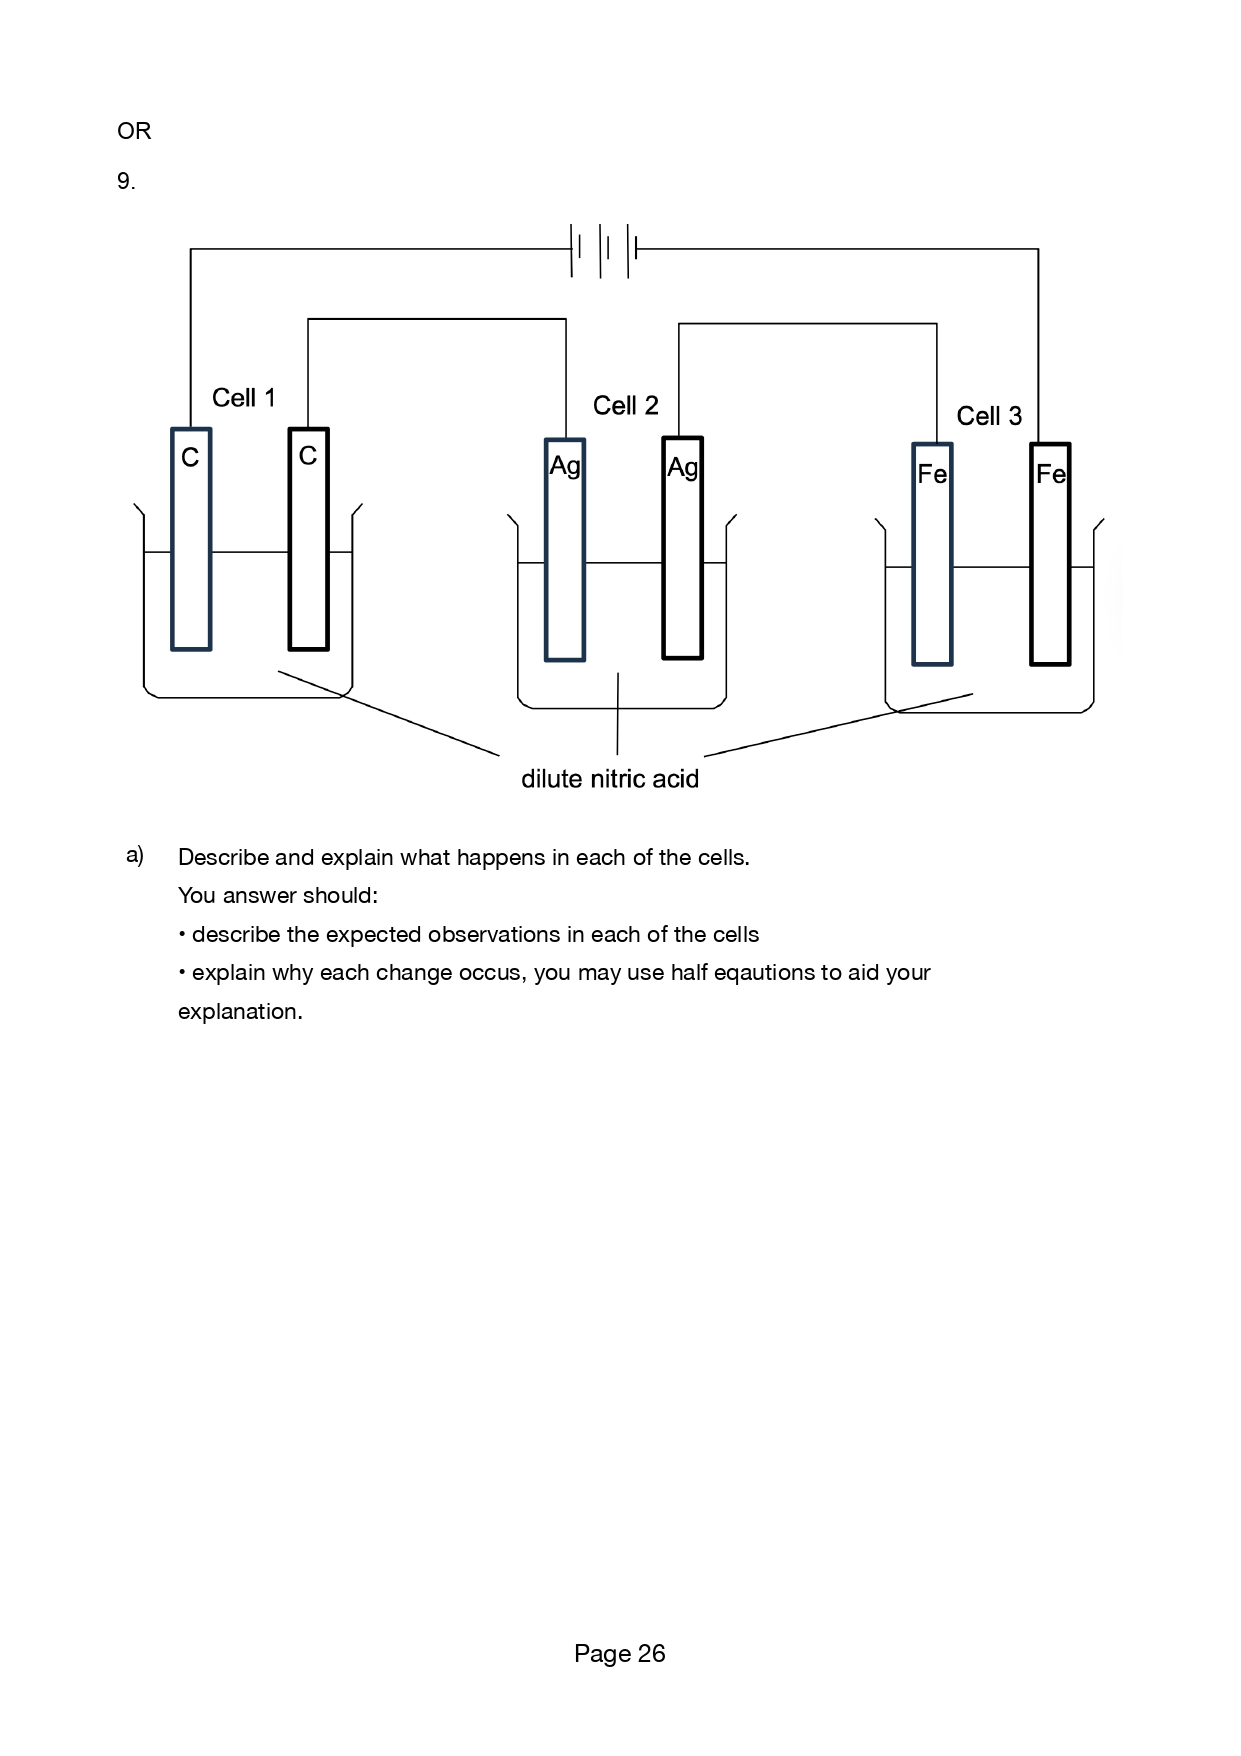 OR
9.
Cell 1
Cell 2
Cell 3
C
C
Ag
Ag
Fe
Fe
dilute nitric acid
a) Describe and explain what happens in each of the cells.
You answer should:
• describe the expected observations in each of the cells
• explain why each change occus, you may use half eqautions to aid your
explanation.
Page 26